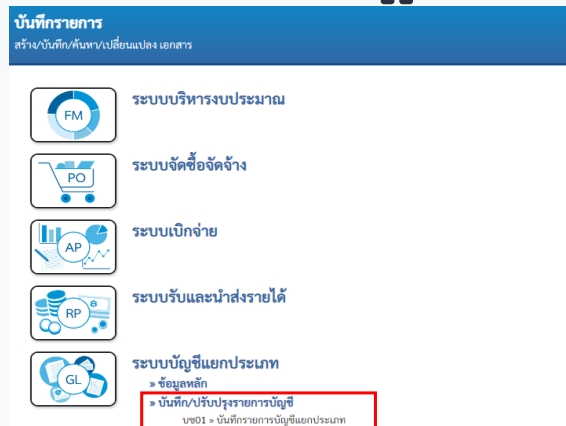 บันทึกรายการ
สร้าง/บันทึก/ค้นหา/เปลี่ยนแปลง เอกสาร
FM
ระบบบริหารงบประมาณ
PO
ระบบจัดซื้อจัดจ้าง
AP
ระบบเบิกจ่าย
RP
ระบบรับและนำส่งรายได้
GL
ระบบบัญชีแยกประเภท
» ข้อมูลหลัก
» บันทึก/ปรับปรุงรายการบัญชี
บช01 » บันทึกรายการบัญชีแยกประเภท